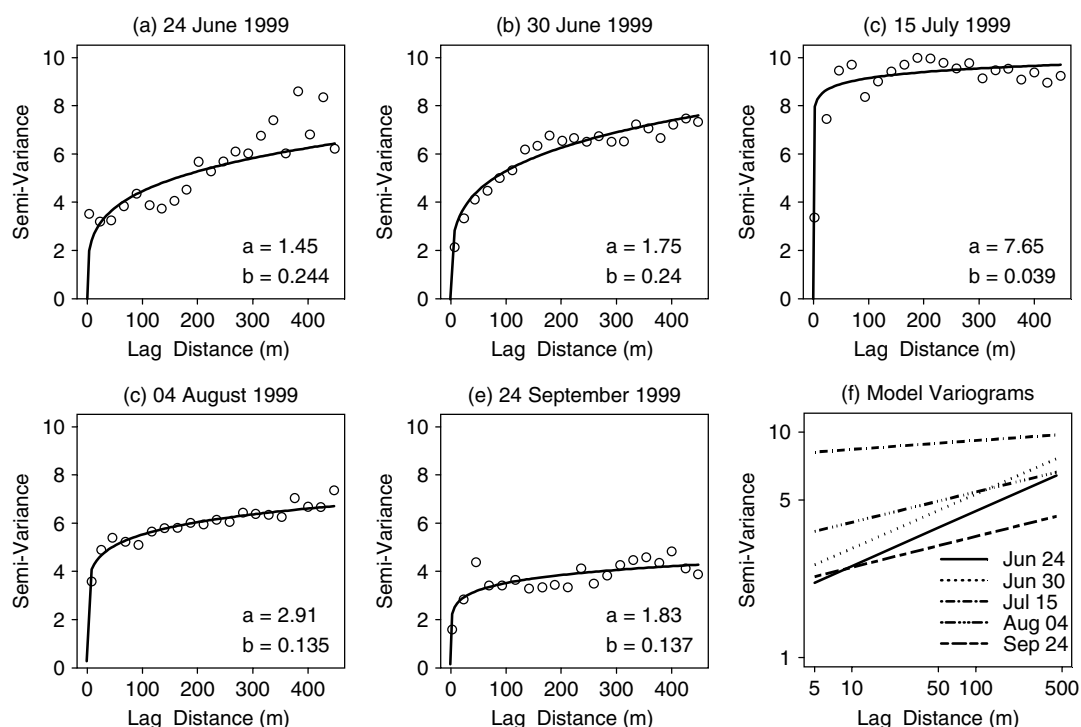 (a) 24 June 1999
(b) 30 June 1999
(c) 15 July 1999
Semi-Variance
10
8
6
4
2
0
a = 1.45
b = 0.244
0 100 200 300 400
Lag Distance (m)
Semi-Variance
10
8
6
4
2
0
a = 1.75
b = 0.24
0 100 200 300 400
Lag Distance (m)
Semi-Variance
10
8
6
4
2
0
a = 7.65
b = 0.039
0 100 200 300 400
Lag Distance (m)
(c) 04 August 1999
(e) 24 September 1999
(f) Model Variograms
Semi-Variance
10
8
6
4
2
0
a = 2.91
b = 0.135
0 100 200 300 400
Lag Distance (m)
Semi-Variance
10
8
6
4
2
0
a = 1.83
b = 0.137
0 100 200 300 400
Lag Distance (m)
Semi-Variance
10
5
1
Jun 24
Jun 30
Jul 15
Aug 04
Sep 24
5 10 50 100 500
Lag Distance (m)